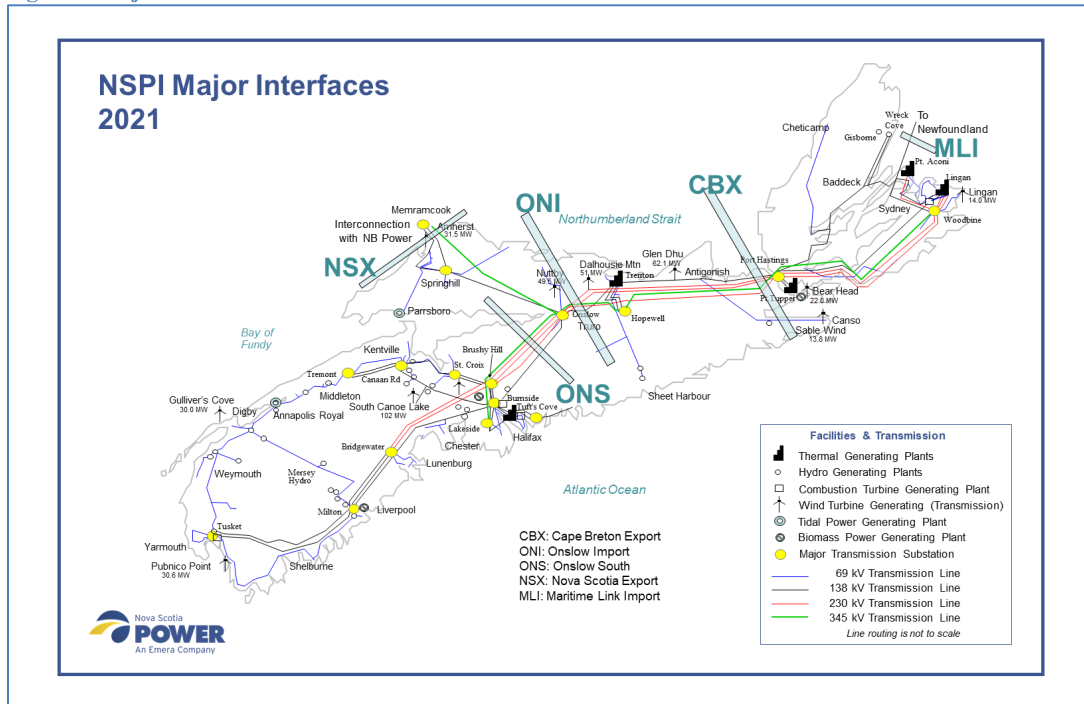 NSPI Major Interfaces
2021
To
Newfoundland
Wreck
Cove
Gisborne
Cheticamp
MLI
Pt. Aconi
Lingan
Lingan
14.0 MW
Baddeck
Sydney
Woodbine
CBX
ONI
Northumberland Strait
Memramcook
Interconnection
with NB Power
Amherst
31.5 MW
NSX
Springhill
Nuttby
49.5 MW
Dalhousie Mtn
51 MW
Trenton
Glen Dhu
62.1 MW
Antigonish
Port Hastings
Pt Tupper
Bear Head
22.0 MW
Canso
Sable Wind
13.8 MW
Parrsboro
Onslow
Truro
Hopewell
Bay of
Fundy
Kentville
Brushy Hill
St. Croix
Tremont
Canaan Rd
Middleton
South Canoe Lake
102 MW
Burnside
Tuft's Cove
ONS
Sheet Harbour
Gulliver's Cove
30.0 MW
Digby
Annapolis Royal
Lakeside
Halifax
Chester
Bridgewater
Lunenburg
Weymouth
Mersey
Hydro
Milton
Liverpool
Atlantic Ocean
Tusket
Yarmouth
Pubnico Point
30.6 MW
Shelburne
CBX: Cape Breton Export
ONI: Onslow Import
ONS: Onslow South
NSX: Nova Scotia Export
MLI: Maritime Link Import
Facilities & Transmission
Thermal Generating Plants
Hydro Generating Plants
Combustion Turbine Generating Plant
Wind Turbine Generating (Transmission)
Tidal Power Generating Plant
Biomass Power Generating Plant
Major Transmission Substation
69 kV Transmission Line
138 kV Transmission Line
230 kV Transmission Line
345 kV Transmission Line
Line routing is not to scale
Nova Scotia
POWER
An Emera Company